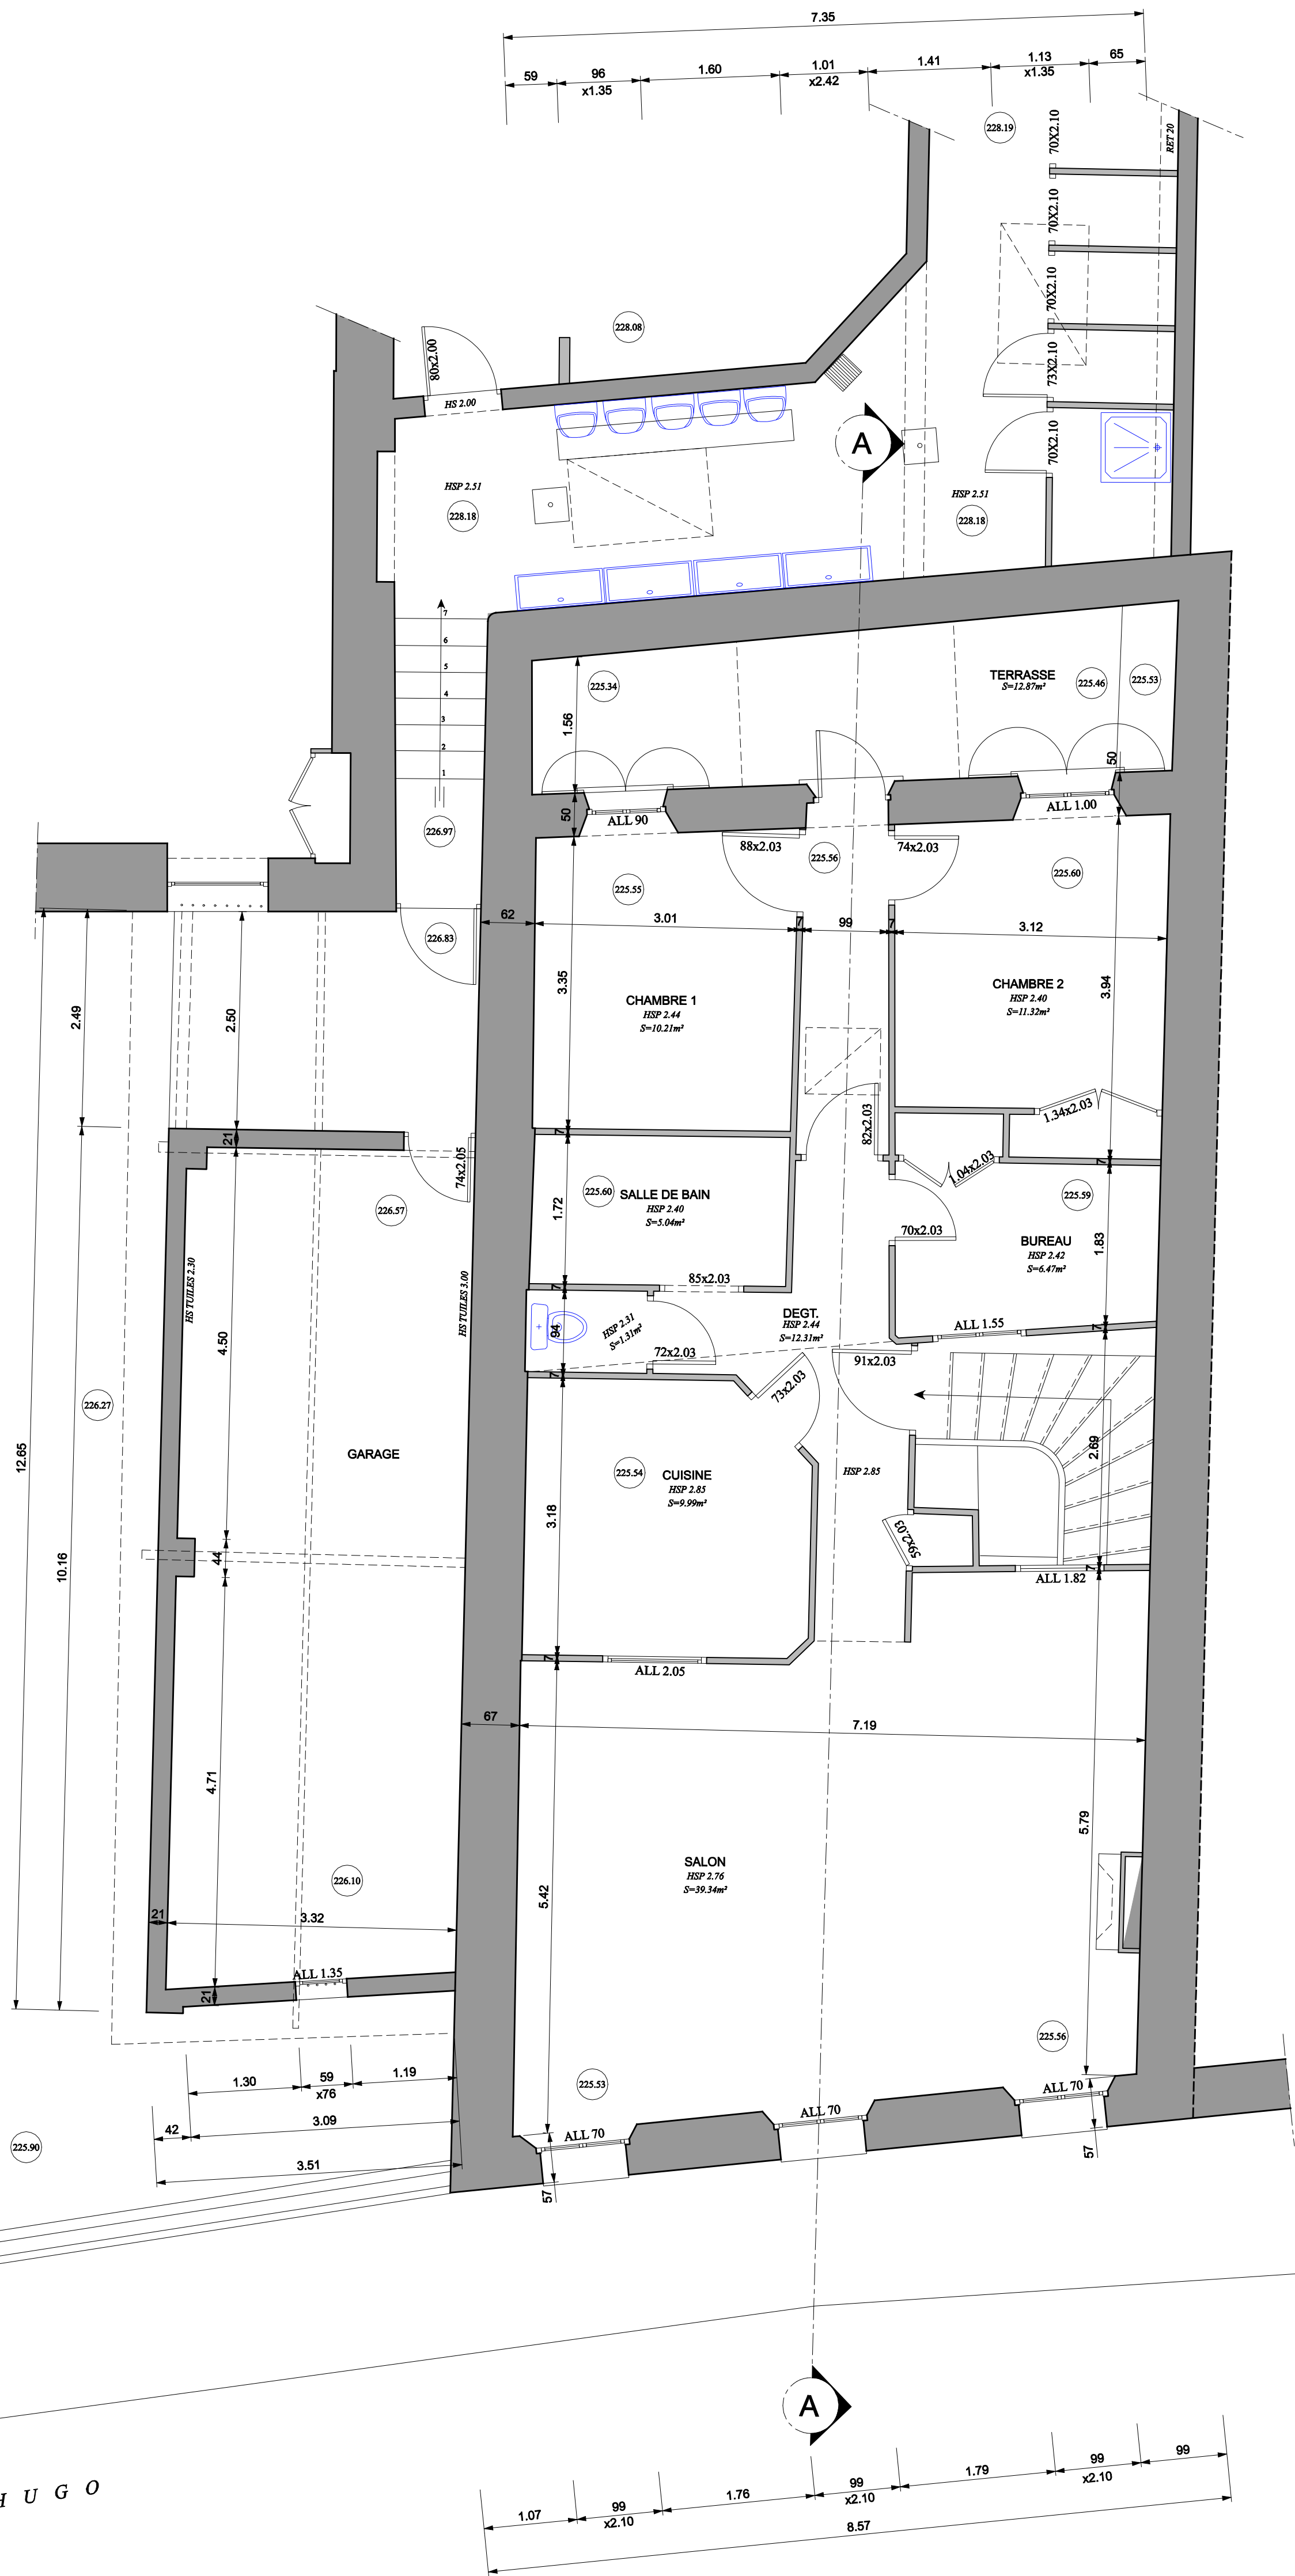 7.35
59
96
x1.35
1.60
1.01
x2.42
1.41
1.13
x1.35
65
228.19
70X2.10
RET 20
70X2.10
70X2.10
73X2.10
70X2.10
228.08
80x2.00
HS 2.00
A
HSP 2.51
228.18
HSP 2.51
228.18
7
6
5
4
3
2
1
226.97
225.34
TERRASSE
S=12.87m²
225.46
225.53
1.56
50
50
ALL 90
ALL 1.00
88x2.03
225.56
74x2.03
225.55
225.60
226.83
62
3.01
7
99
7
3.12
2.49
2.50
3.35
CHAMBRE 1
HSP 2.44
S=10.21m²
CHAMBRE 2
HSP 2.40
S=11.32m²
3.94
82x2.03
1.34x2.03
21
74x2.05
7
1.04x2.03
7
226.57
225.60
SALLE DE BAIN
HSP 2.40
S=5.04m²
1.72
225.59
70x2.03
BUREAU
HSP 2.42
S=6.47m²
1.83
HS TUILES 2.30
HS TUILES 3.00
85x2.03
7
94
HSP 2.31
S=1.31m²
DEGT.
HSP 2.44
S=12.31m²
ALL 1.55
7
72x2.03
91x2.03
7
73x2.03
4.50
226.27
12.65
GARAGE
225.54
CUISINE
HSP 2.85
S=9.99m²
HSP 2.85
2.69
3.18
59x2.03
44
10.16
7
ALL 1.82
7
ALL 2.05
67
7.19
4.71
5.79
SALON
HSP 2.76
S=39.34m²
5.42
226.10
21
3.32
ALL 1.35
21
225.56
225.53
1.30
59
x76
1.19
ALL 70
ALL 70
ALL 70
42
3.09
225.90
3.51
57
57
A
H U G O
1.07
99
x2.10
1.76
99
x2.10
1.79
99
x2.10
99
8.57